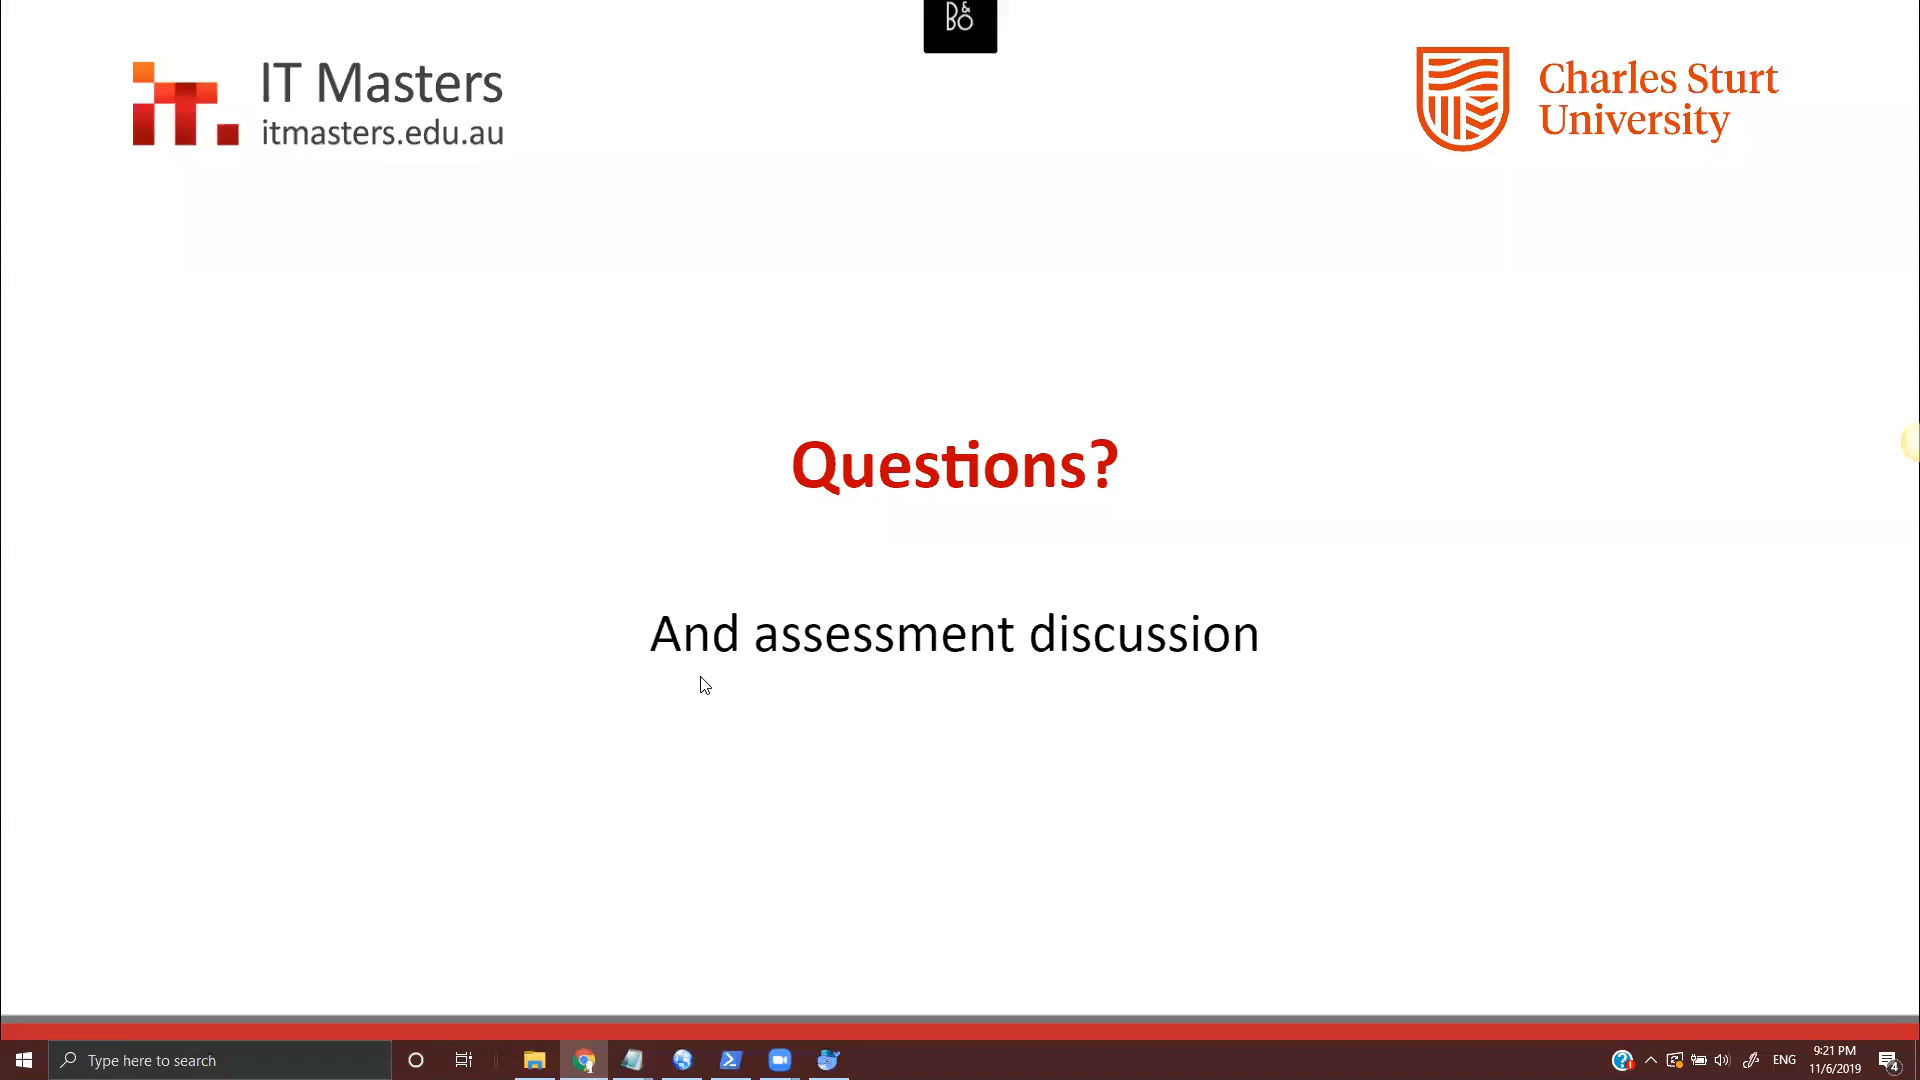 B&O
IT Masters
itmasters.edu.au
Charles Sturt
University
Questions?
And assessment discussion
Type here to search
ENG
9:21 PM
11/6/2019
4